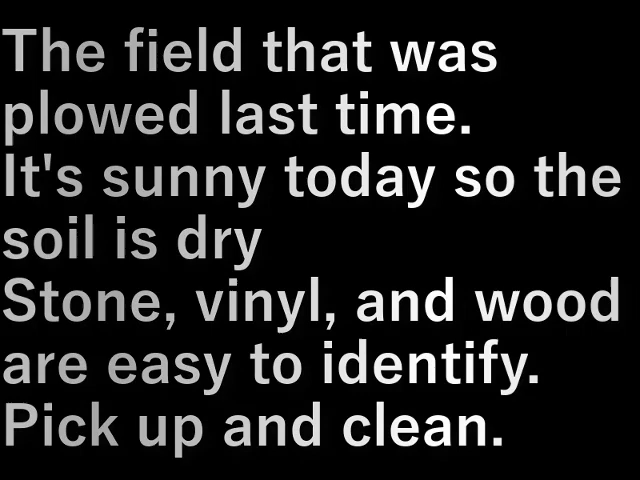 The field that was
plowed last time.
It's sunny today so the
soil is dry
Stone, vinyl, and wood
are easy to identify.
Pick up and clean.